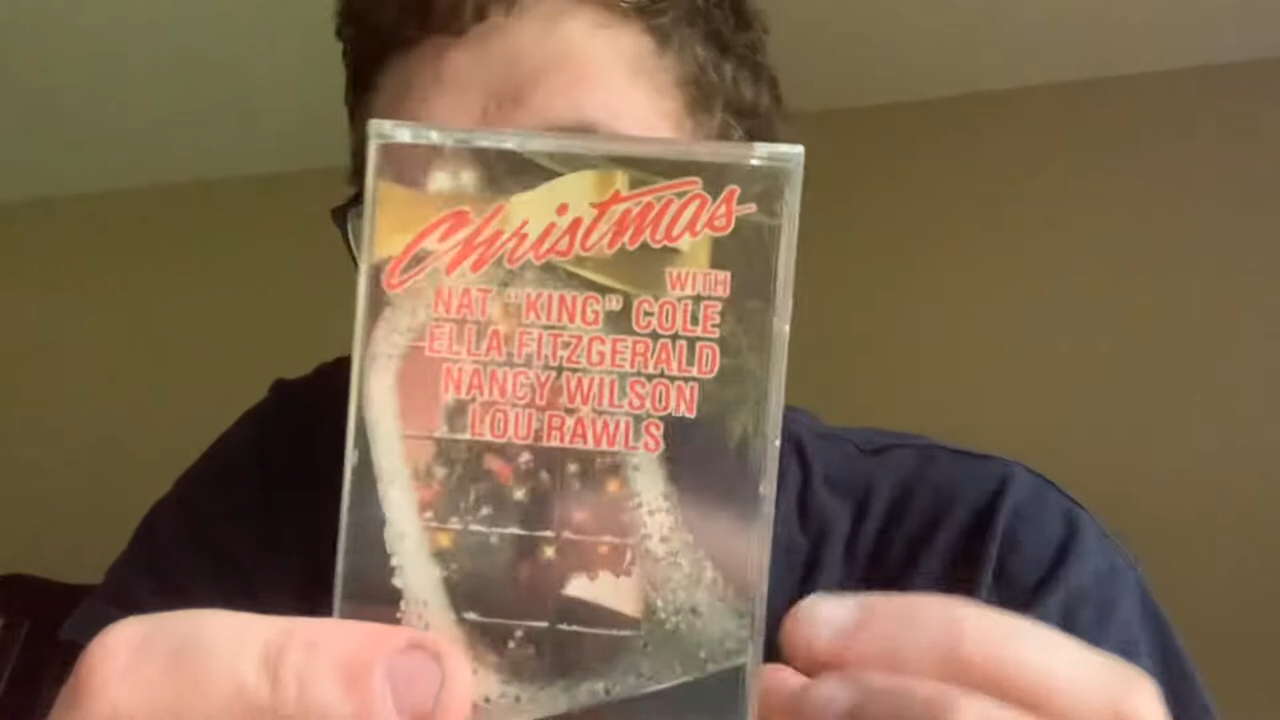 Christmas
WITH
NAT "KING" COLE
ELLA FITZGERALD
NANCY WILSON
LOU RAWLS